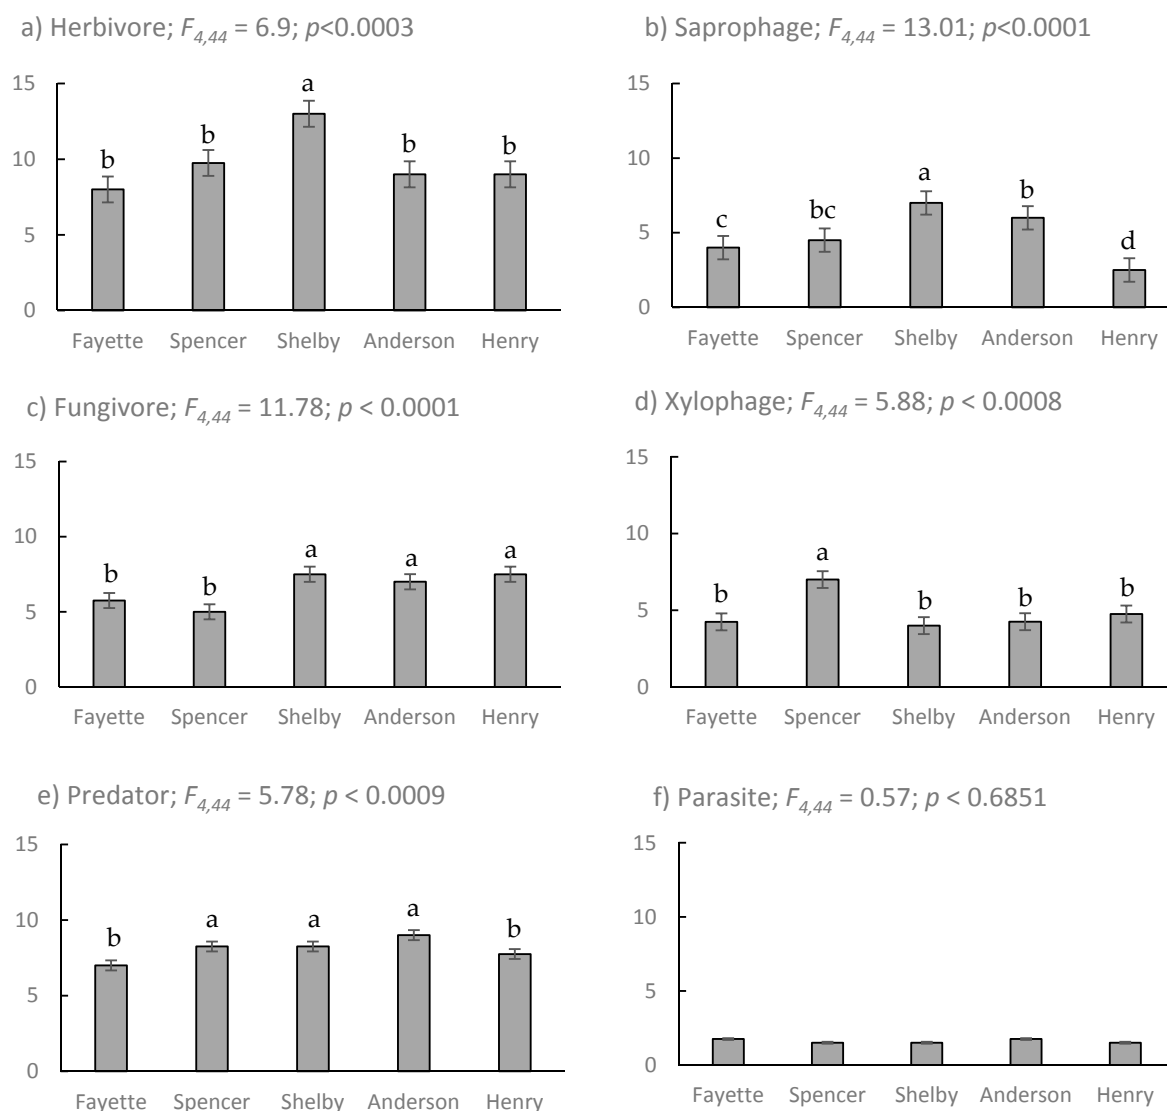 a) Herbivore; F4,44 = 6.9; p<0.0003
15
10
5
0
b
b
a
b
b
Fayette Spencer Shelby Anderson Henry
b) Saprophage; F4,44 = 13.01; p<0.0001
15
10
5
0
c
bc
a
b
d
Fayette Spencer Shelby Anderson Henry
c) Fungivore; F4,44 = 11.78; p < 0.0001
15
10
5
0
b
b
a
a
a
Fayette Spencer Shelby Anderson Henry
d) Xylophage; F4,44 = 5.88; p < 0.0008
15
10
5
0
b
a
b
b
b
Fayette Spencer Shelby Anderson Henry
e) Predator; F4,44 = 5.78; p < 0.0009
15
10
5
0
b
a
a
a
b
Fayette Spencer Shelby Anderson Henry
f) Parasite; F4,44 = 0.57; p < 0.6851
15
10
5
0
Fayette Spencer Shelby Anderson Henry